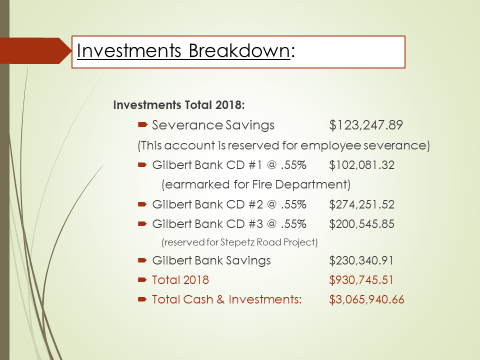 Investments Breakdown:
Investments Total 2018:
Severance Savings $123,247.89
(This account is reserved for employee severance)
Gilbert Bank CD #1 @ .55% $102,081.32
(earmarked for Fire Department)
Gilbert Bank CD #2 @ .55% $274,251.52
Gilbert Bank CD #3 @ .55% $200,545.85
(reserved for Stepetz Road Project)
Gilbert Bank Savings $230,340.91
Total 2018 $930,745.51
Total Cash & Investments: $3,065,940.66